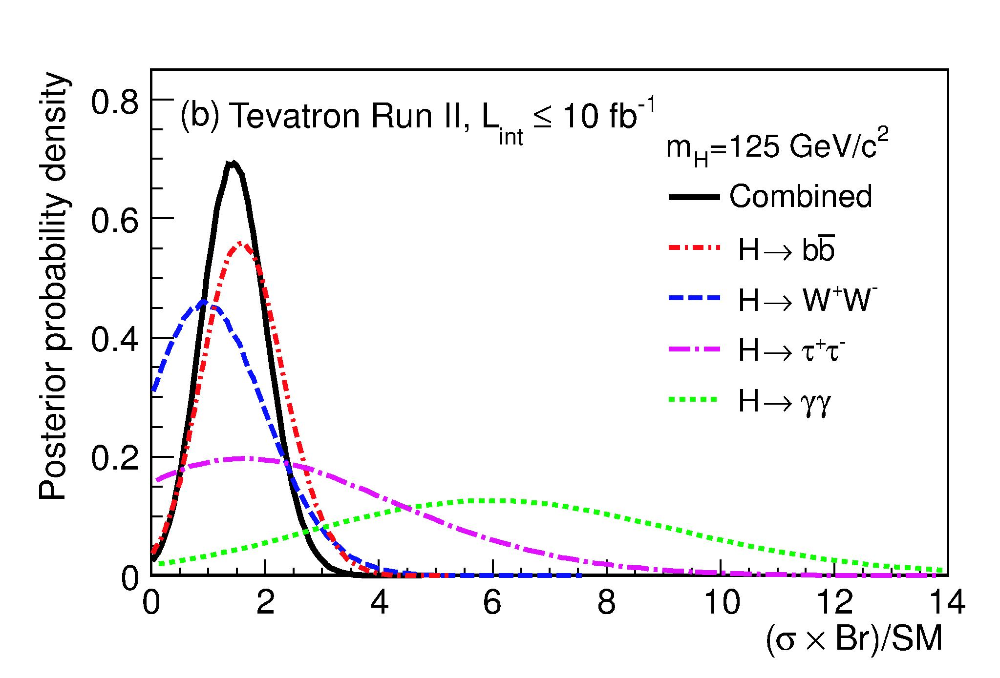 Posterior probability density
0.8
0.6
0.4
0.2
0
(b) Tevatron Run II, L_int ≤ 10 fb⁻¹
m_H=125 GeV/c²
Combined
H→ bb̅
H→ W⁺W⁻
H→ τ⁺τ⁻
H→ γγ
0 2 4 6 8 10 12 14
(σ × Br)/SM